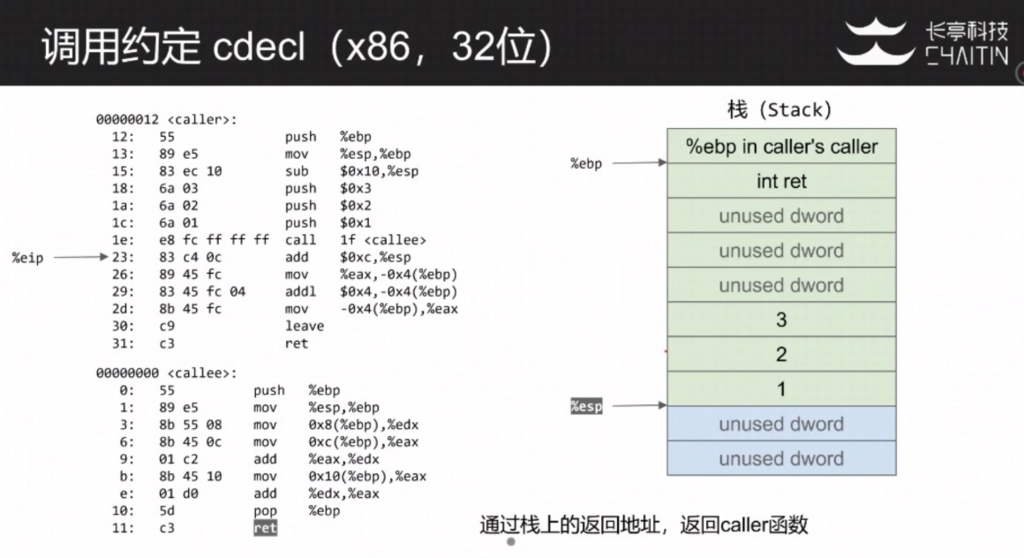 调用约定 cdecl（x86，32位）
长亭科技
CHAITIN
00000012 <caller>:
12: 55 push %ebp
13: 89 e5 mov %esp,%ebp
15: 83 ec 10 sub $0x10,%esp
18: 6a 03 push $0x3
1a: 6a 02 push $0x2
1c: 6a 01 push $0x1
1e: e8 fc ff ff ff call 1f <callee>
%eip
23: 83 c4 0c add $0xc,%esp
26: 89 45 fc mov %eax,-0x4(%ebp)
29: 83 45 fc 04 addl $0x4,-0x4(%ebp)
2d: 8b 45 fc mov -0x4(%ebp),%eax
30: c9 leave
31: c3 ret
00000000 <callee>:
0: 55 push %ebp
1: 89 e5 mov %esp,%ebp
3: 8b 55 08 mov 0x8(%ebp),%edx
6: 8b 45 0c mov 0xc(%ebp),%eax
9: 01 c2 add %eax,%edx
b: 8b 45 10 mov 0x10(%ebp),%eax
e: 01 d0 add %edx,%eax
10: 5d pop %ebp
11: c3 ret
栈（Stack）
%ebp in caller's caller
%ebp
int ret
unused dword
unused dword
unused dword
3
2
1
%esp
unused dword
unused dword
通过栈上的返回地址，返回caller函数